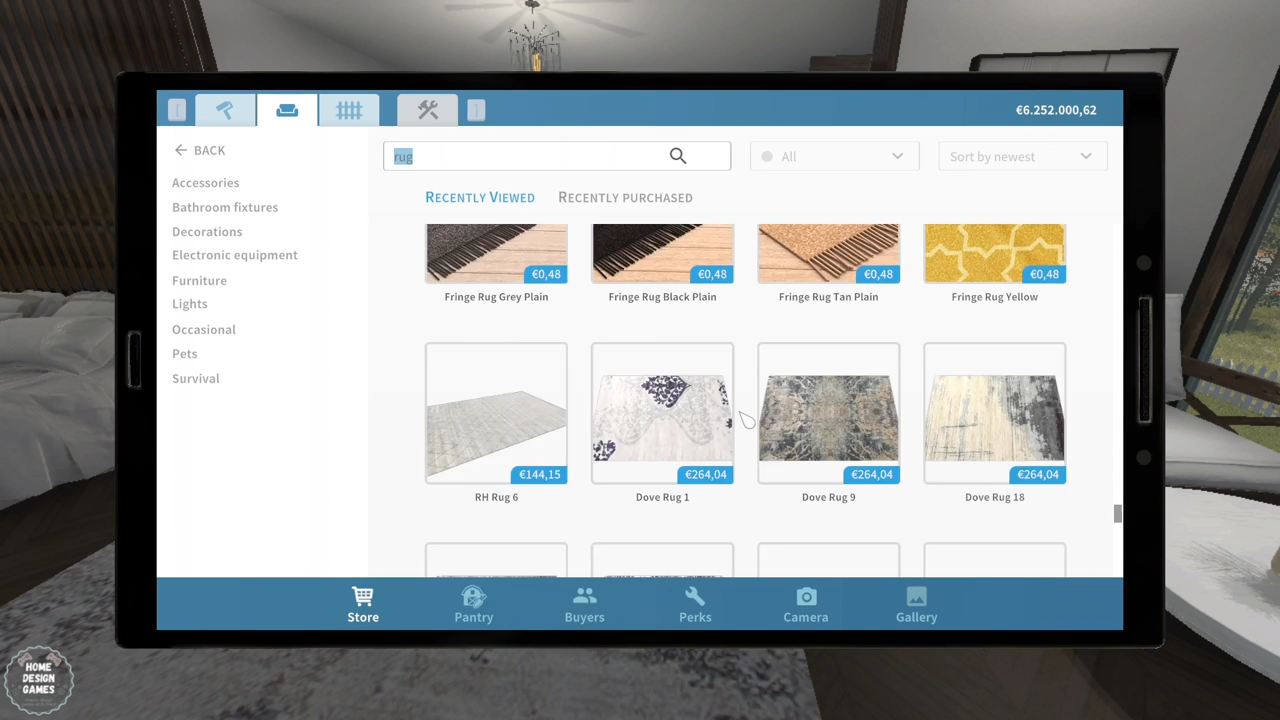 €6.252.000,62
BACK
rug
All
Sort by newest
Accessories
Bathroom fixtures
Decorations
Electronic equipment
Furniture
Lights
Occasional
Pets
Survival
RECENTLY VIEWED
RECENTLY PURCHASED
€0,48
€0,48
€0,48
€0,48
Fringe Rug Grey Plain
Fringe Rug Black Plain
Fringe Rug Tan Plain
Fringe Rug Yellow
€144,15
€264,04
€264,04
€264,04
RH Rug 6
Dove Rug 1
Dove Rug 9
Dove Rug 18
Store
Pantry
Buyers
Perks
Camera
Gallery
HOME
DESIGN
GAMES